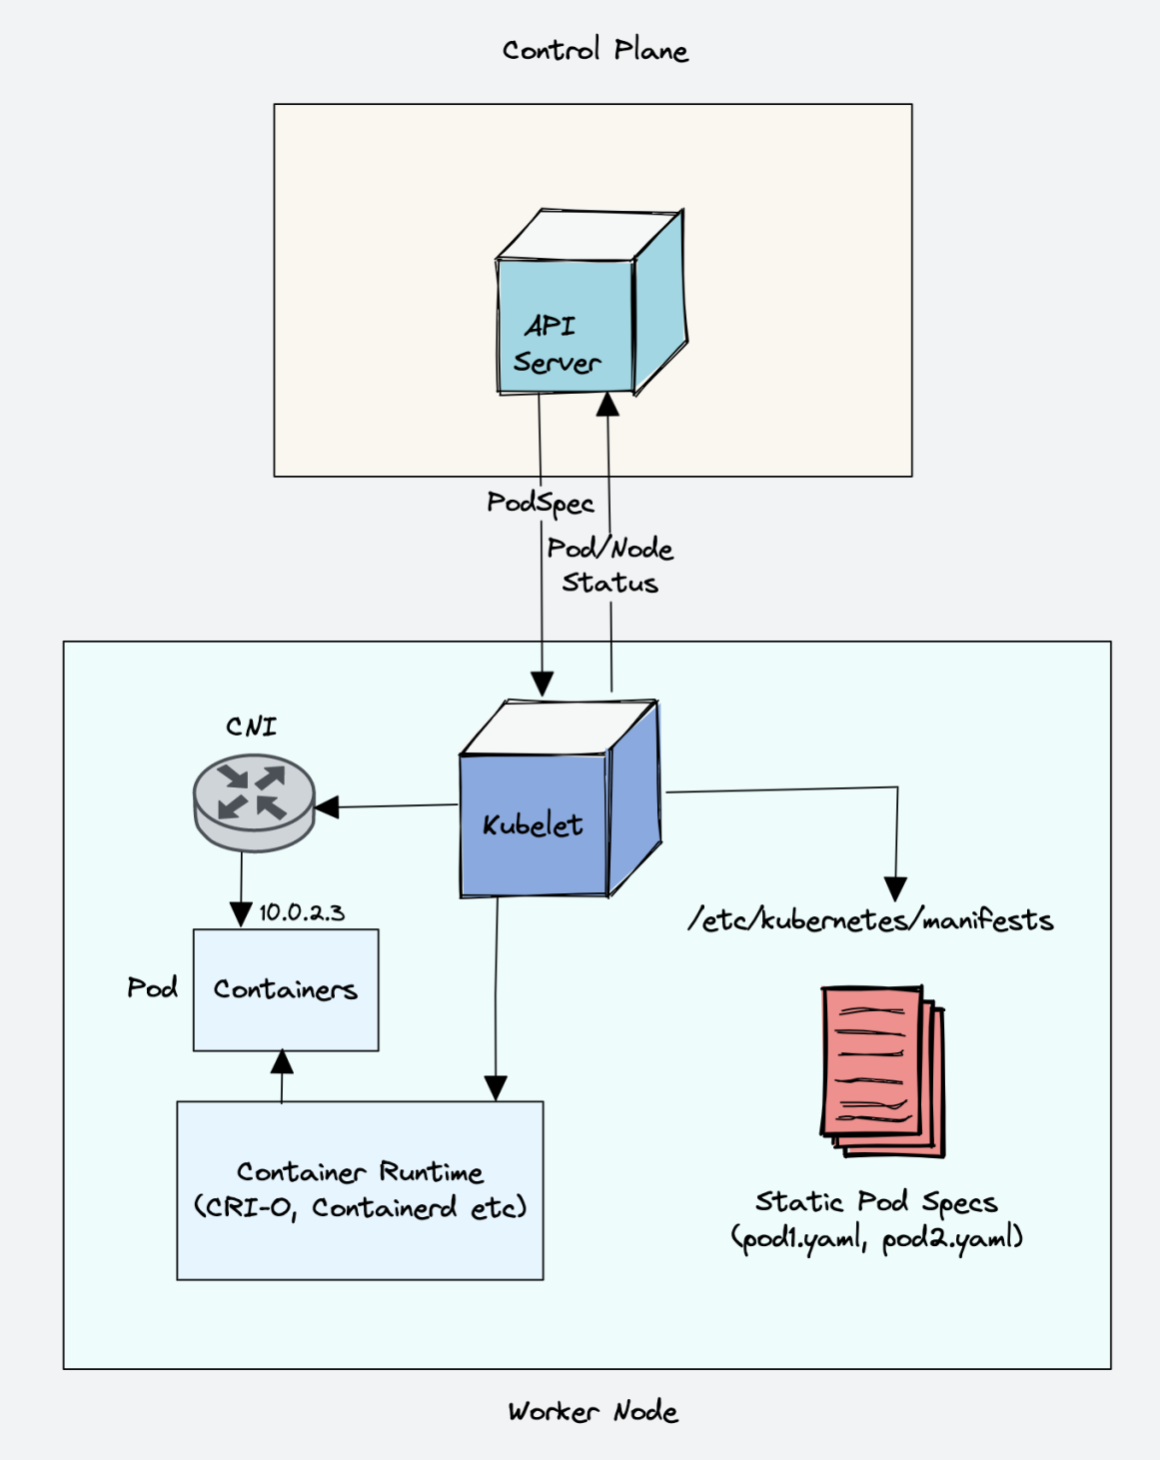 Control Plane
API
Server
PodSpec
Pod/Node
Status
CNI
Kubelet
10.0.2.3
/etc/kubernetes/manifests
Pod
Containers
Container Runtime
(CRI-O, Containerd etc)
Static Pod Specs
(pod1.yaml, pod2.yaml)
Worker Node